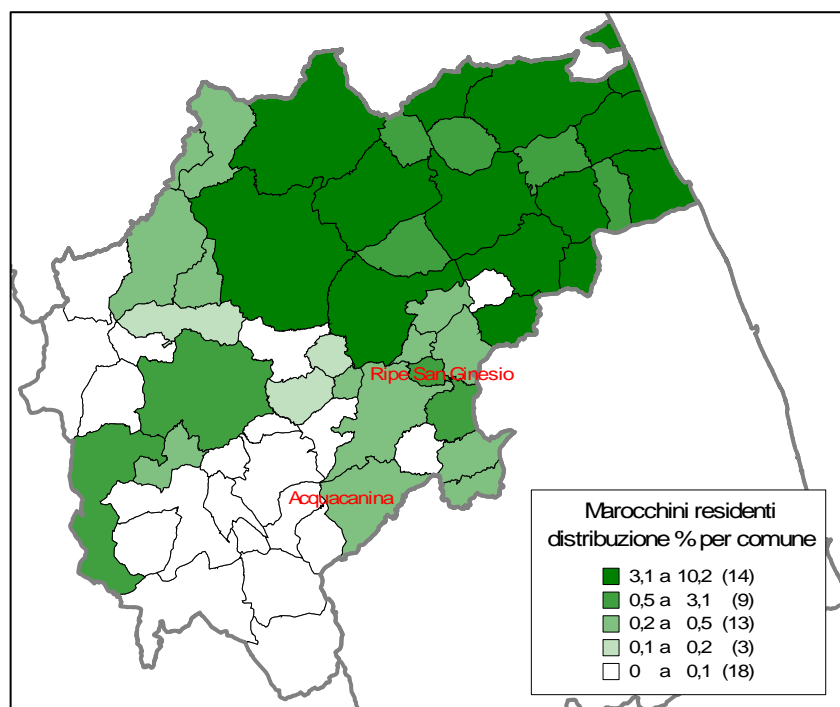 Ripe San Ginesio
Acquacanina
Marocchini residenti
distribuzione % per comune
3,1 a 10,2 (14)
0,5 a 3,1 (9)
0,2 a 0,5 (13)
0,1 a 0,2 (3)
0 a 0,1 (18)